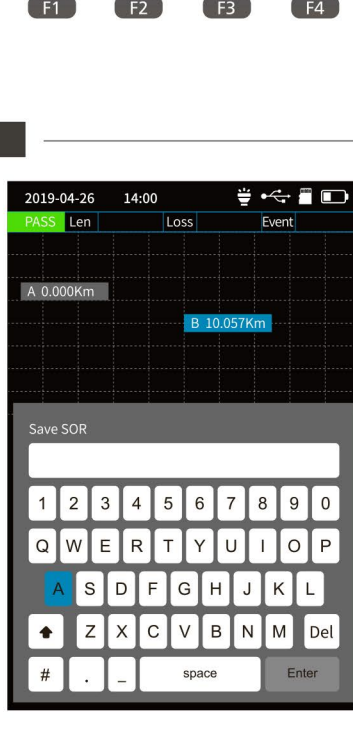 F1 F2 F3 F4
2019-04-26 14:00
PASS Len Loss Event
A 0.000Km
B 10.057Km
Save SOR
1 2 3 4 5 6 7 8 9 0
Q W E R T Y U I O P
A S D F G H J K L
Z X C V B N M Del
# . _ space Enter